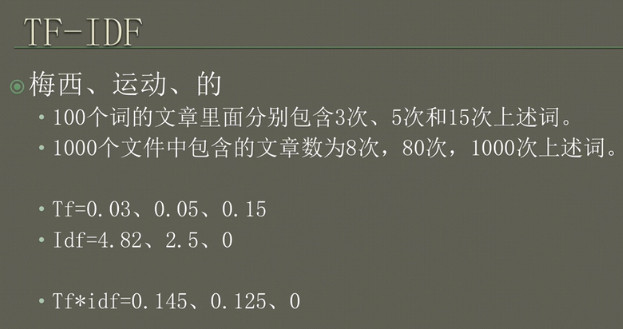 TF-IDF
梅西、运动、的
100个词的文章里面分别包含3次、5次和15次上述词。
1000个文件中包含的文章数为8次，80次，1000次上述词。
Tf=0.03、0.05、0.15
Idf=4.82、2.5、0
Tf*idf=0.145、0.125、0